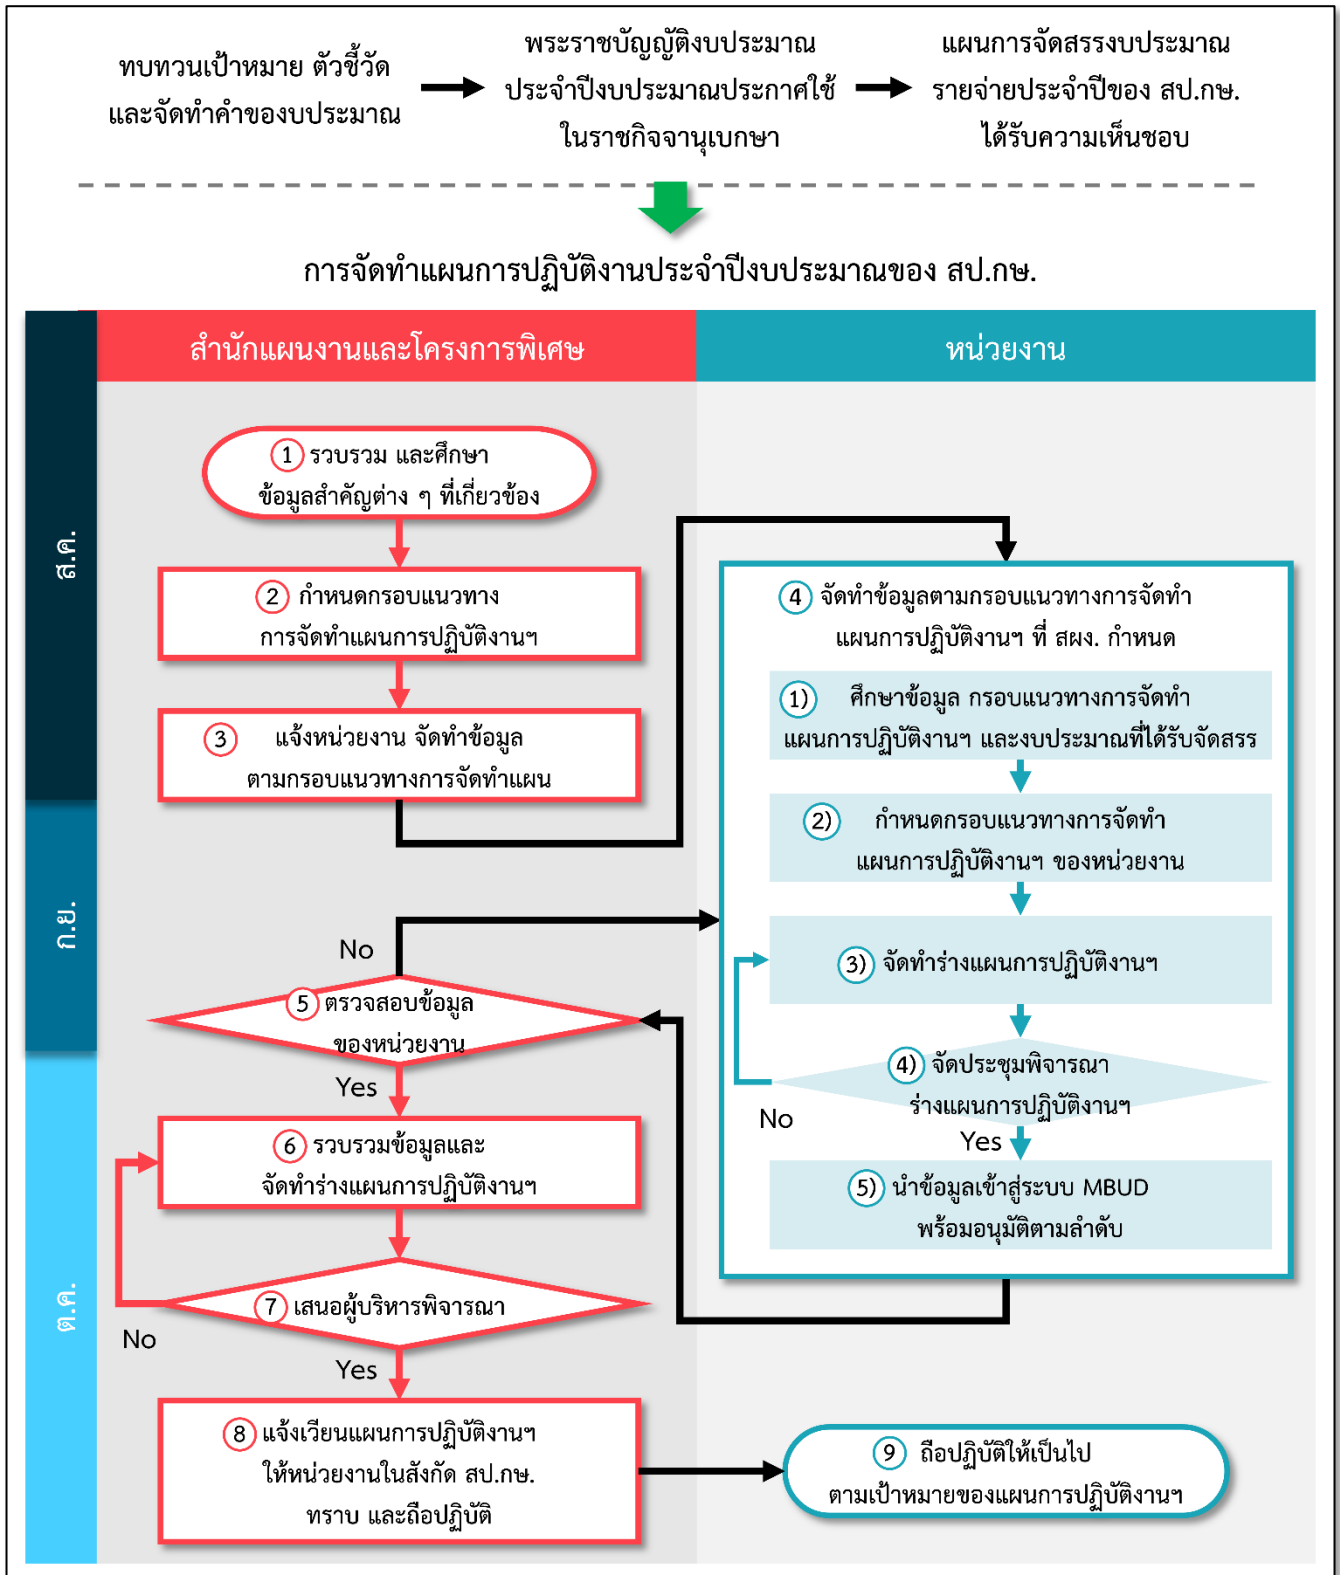 ทบทวนเป้าหมาย ตัวชี้วัด
และจัดทำคำของบประมาณ
พระราชบัญญัติงบประมาณ
ประจำปีงบประมาณประกาศใช้
ในราชกิจจานุเบกษา
แผนการจัดสรรงบประมาณ
รายจ่ายประจำปีของ สป.กษ.
ได้รับความเห็นชอบ
การจัดทำแผนการปฏิบัติงานประจำปีงบประมาณของ สป.กษ.
สำนักแผนงานและโครงการพิเศษ
หน่วยงาน
ส.ค.
1 รวบรวม และศึกษา
ข้อมูลสำคัญต่าง ๆ ที่เกี่ยวข้อง
2 กำหนดกรอบแนวทาง
การจัดทำแผนการปฏิบัติงานฯ
3 แจ้งหน่วยงาน จัดทำข้อมูล
ตามกรอบแนวทางการจัดทำแผน
4 จัดทำข้อมูลตามกรอบแนวทางการจัดทำ
แผนการปฏิบัติงานฯ ที่ สผง. กำหนด
1) ศึกษาข้อมูล กรอบแนวทางการจัดทำ
แผนการปฏิบัติงานฯ และงบประมาณที่ได้รับจัดสรร
2) กำหนดกรอบแนวทางการจัดทำ
แผนการปฏิบัติงานฯ ของหน่วยงาน
ก.ย.
3) จัดทำร่างแผนการปฏิบัติงานฯ
4) จัดประชุมพิจารณา
ร่างแผนการปฏิบัติงานฯ
No
Yes
5) นำข้อมูลเข้าสู่ระบบ MBUD
พร้อมอนุมัติตามลำดับ
No
5 ตรวจสอบข้อมูล
ของหน่วยงาน
Yes
ต.ค.
6 รวบรวมข้อมูลและ
จัดทำร่างแผนการปฏิบัติงานฯ
7 เสนอผู้บริหารพิจารณา
No
Yes
8 แจ้งเวียนแผนการปฏิบัติงานฯ
ให้หน่วยงานในสังกัด สป.กษ.
ทราบ และถือปฏิบัติ
9 ถือปฏิบัติให้เป็นไป
ตามเป้าหมายของแผนการปฏิบัติงานฯ